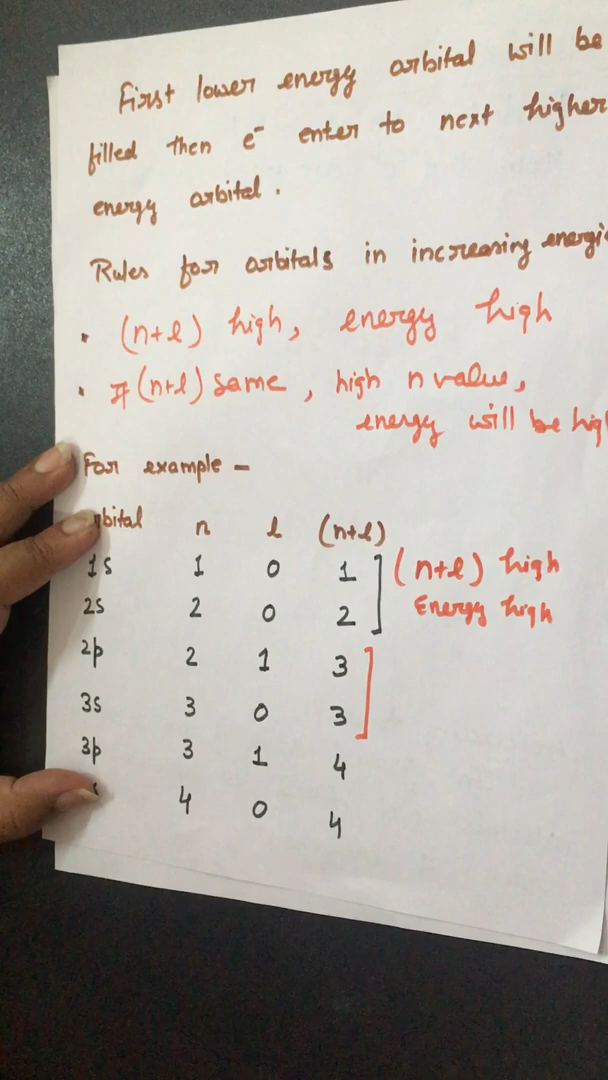 First lower energy orbital will be
filled then e⁻ enter to next higher
energy orbital.
Rules for orbitals in increasing
• (n+l) high, energy high
• If (n+l) same, high n value,
energy will be
For example -
n l (n+l)
1s 1 0 1 (n+l) high
2s 2 0 2 Energy high
2p 2 1 3
3s 3 0 3
3p 3 1 4
4 0 4